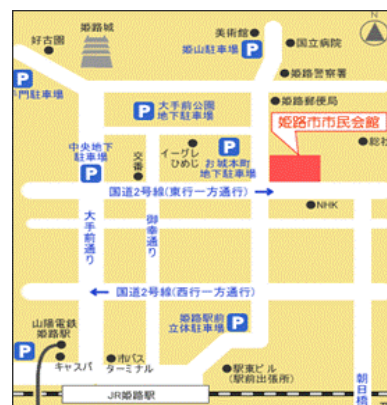 N
姫路城
美術館
好古園
姫山駐車場
国立病院
姫路警察署
P
P
門駐車場
P
大手前公園
地下駐車場
姫路郵便局
姫路市市民会館
総社
中央地下
駐車場
P
交番
イーグレ
ひめじ
P
お城本町
地下駐車場
国道2号線(東行一方通行)
NHK
大手前通り
御幸通り
国道2号線(西行一方通行)
姫路駅前
立体駐車場
P
山陽電鉄
姫路駅
P
キャスパ
市バス
ターミナル
駅東ビル
(駅前出張所)
朝日橋
JR姫路駅